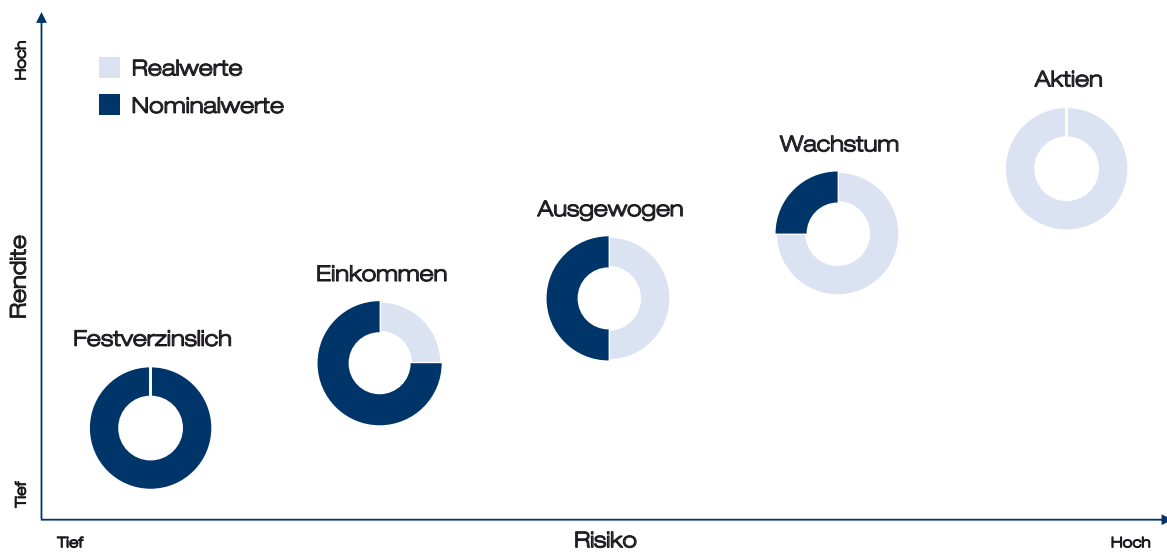 Hoch
Realwerte
Nominalwerte
Aktien
Wachstum
Ausgewogen
Einkommen
Festverzinslich
Rendite
Tief
Tief
Risiko
Hoch